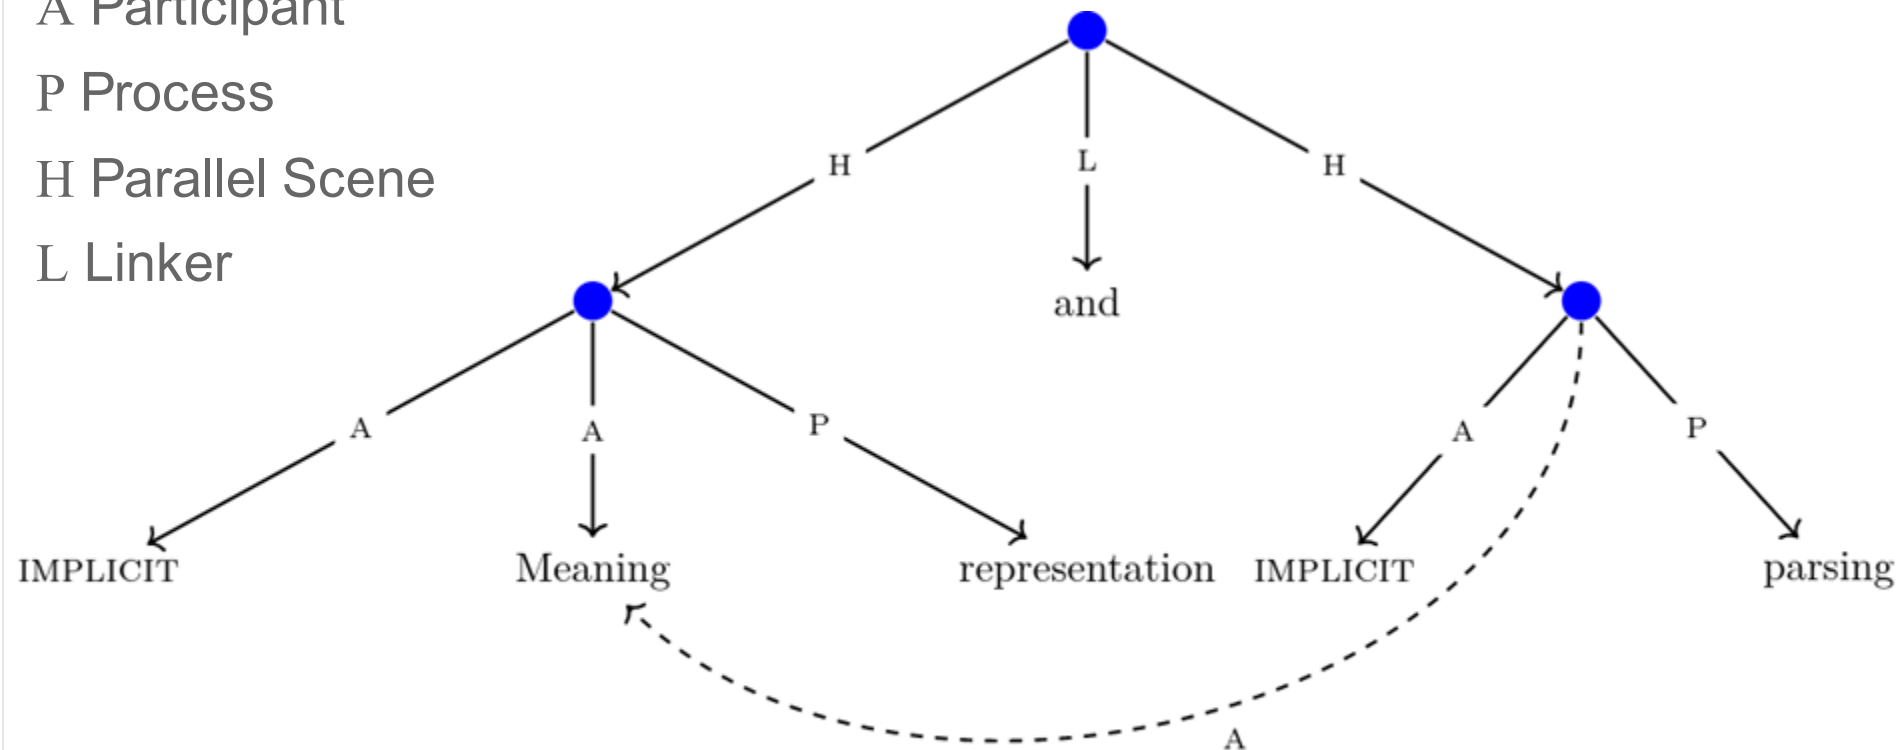 A Participant
P Process
H Parallel Scene
L Linker
H L H
and
A A P A P
IMPLICIT Meaning representation IMPLICIT parsing
A